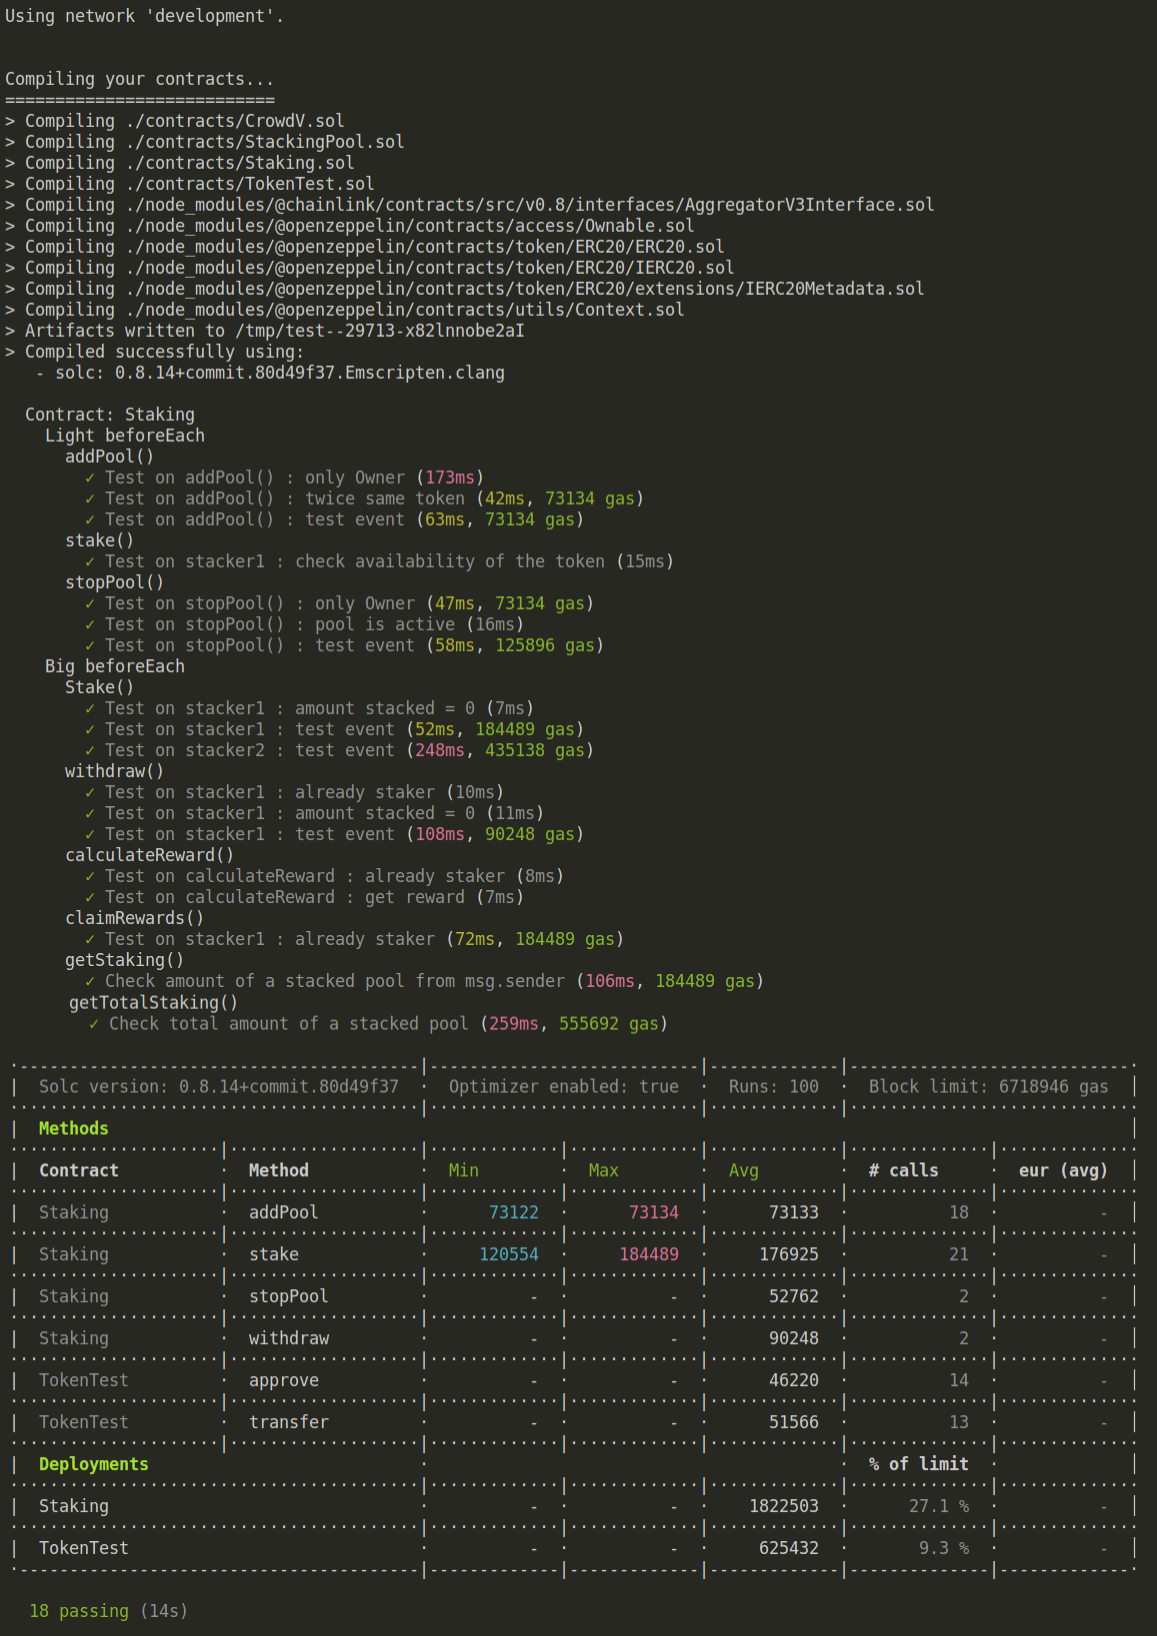 Using network 'development'.
Compiling your contracts...
===========================
> Compiling ./contracts/CrowdV.sol
> Compiling ./contracts/StackingPool.sol
> Compiling ./contracts/Staking.sol
> Compiling ./contracts/TokenTest.sol
> Compiling ./node_modules/@chainlink/contracts/src/v0.8/interfaces/AggregatorV3Interface.sol
> Compiling ./node_modules/@openzeppelin/contracts/access/Ownable.sol
> Compiling ./node_modules/@openzeppelin/contracts/token/ERC20/ERC20.sol
> Compiling ./node_modules/@openzeppelin/contracts/token/ERC20/IERC20.sol
> Compiling ./node_modules/@openzeppelin/contracts/token/ERC20/extensions/IERC20Metadata.sol
> Compiling ./node_modules/@openzeppelin/contracts/utils/Context.sol
> Artifacts written to /tmp/test--29713-x82lnnobe2aI
> Compiled successfully using:
- solc: 0.8.14+commit.80d49f37.Emscripten.clang
Contract: Staking
Light beforeEach
addPool()
✓ Test on addPool() : only Owner (173ms)
✓ Test on addPool() : twice same token (42ms, 73134 gas)
✓ Test on addPool() : test event (63ms, 73134 gas)
stake()
✓ Test on stacker1 : check availability of the token (15ms)
stopPool()
✓ Test on stopPool() : only Owner (47ms, 73134 gas)
✓ Test on stopPool() : pool is active (16ms)
✓ Test on stopPool() : test event (58ms, 125896 gas)
Big beforeEach
Stake()
✓ Test on stacker1 : amount stacked = 0 (7ms)
✓ Test on stacker1 : test event (52ms, 184489 gas)
✓ Test on stacker2 : test event (248ms, 435138 gas)
withdraw()
✓ Test on stacker1 : already staker (10ms)
✓ Test on stacker1 : amount stacked = 0 (11ms)
✓ Test on stacker1 : test event (108ms, 90248 gas)
calculateReward()
✓ Test on calculateReward : already staker (8ms)
✓ Test on calculateReward : get reward (7ms)
claimRewards()
✓ Test on stacker1 : already staker (72ms, 184489 gas)
getStaking()
✓ Check amount of a stacked pool from msg.sender (106ms, 184489 gas)
getTotalStaking()
✓ Check total amount of a stacked pool (259ms, 555692 gas)
| Solc version: 0.8.14+commit.80d49f37 · Optimizer enabled: true · Runs: 100 · Block limit: 6718946 gas |
| Methods |
| Contract · Method · Min · Max · Avg · # calls · eur (avg) |
| Staking · addPool · 73122 · 73134 · 73133 · 18 · - |
| Staking · stake · 120554 · 184489 · 176925 · 21 · - |
| Staking · stopPool · - · - · 52762 · 2 · - |
| Staking · withdraw · - · - · 90248 · 2 · - |
| TokenTest · approve · - · - · 46220 · 14 · - |
| TokenTest · transfer · - · - · 51566 · 13 · - |
| Deployments · · % of limit · |
| Staking · - · - · 1822503 · 27.1 % · - |
| TokenTest · - · - · 625432 · 9.3 % · - |
18 passing (14s)